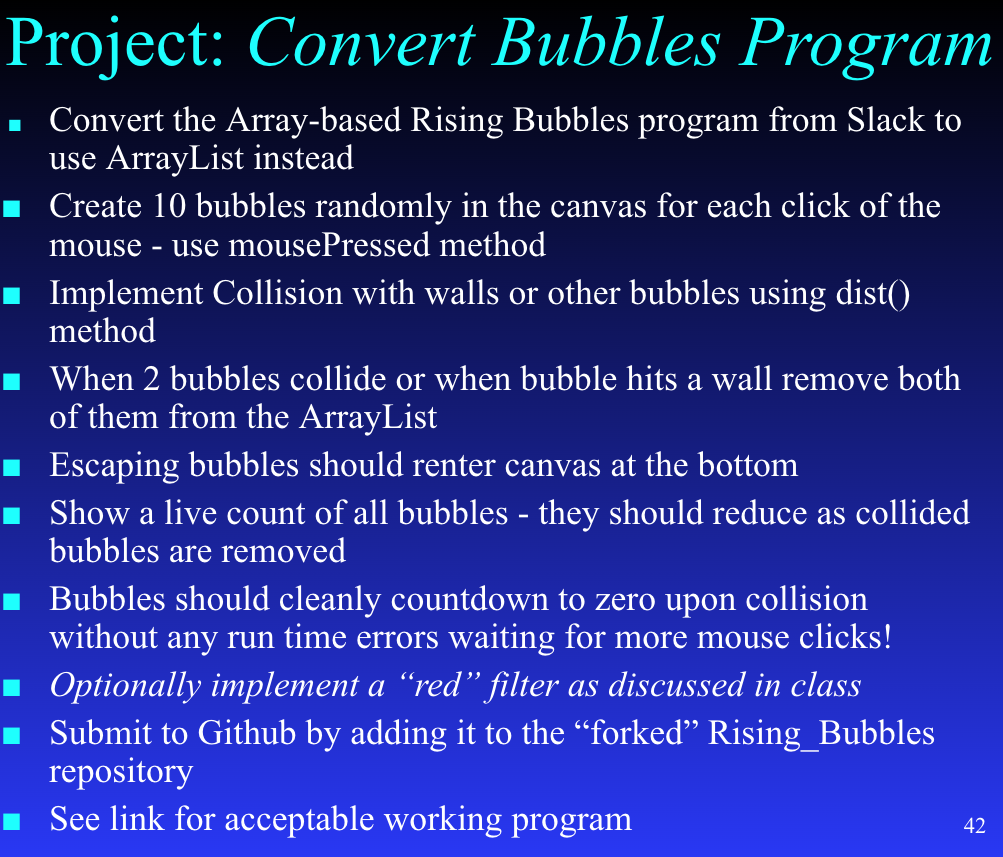 Project: Convert Bubbles Program
Convert the Array-based Rising Bubbles program from Slack to
use ArrayList instead
Create 10 bubbles randomly in the canvas for each click of the
mouse - use mousePressed method
Implement Collision with walls or other bubbles using dist()
method
When 2 bubbles collide or when bubble hits a wall remove both
of them from the ArrayList
Escaping bubbles should renter canvas at the bottom
Show a live count of all bubbles - they should reduce as collided
bubbles are removed
Bubbles should cleanly countdown to zero upon collision
without any run time errors waiting for more mouse clicks!
Optionally implement a “red” filter as discussed in class
Submit to Github by adding it to the “forked” Rising_Bubbles
repository
See link for acceptable working program
42